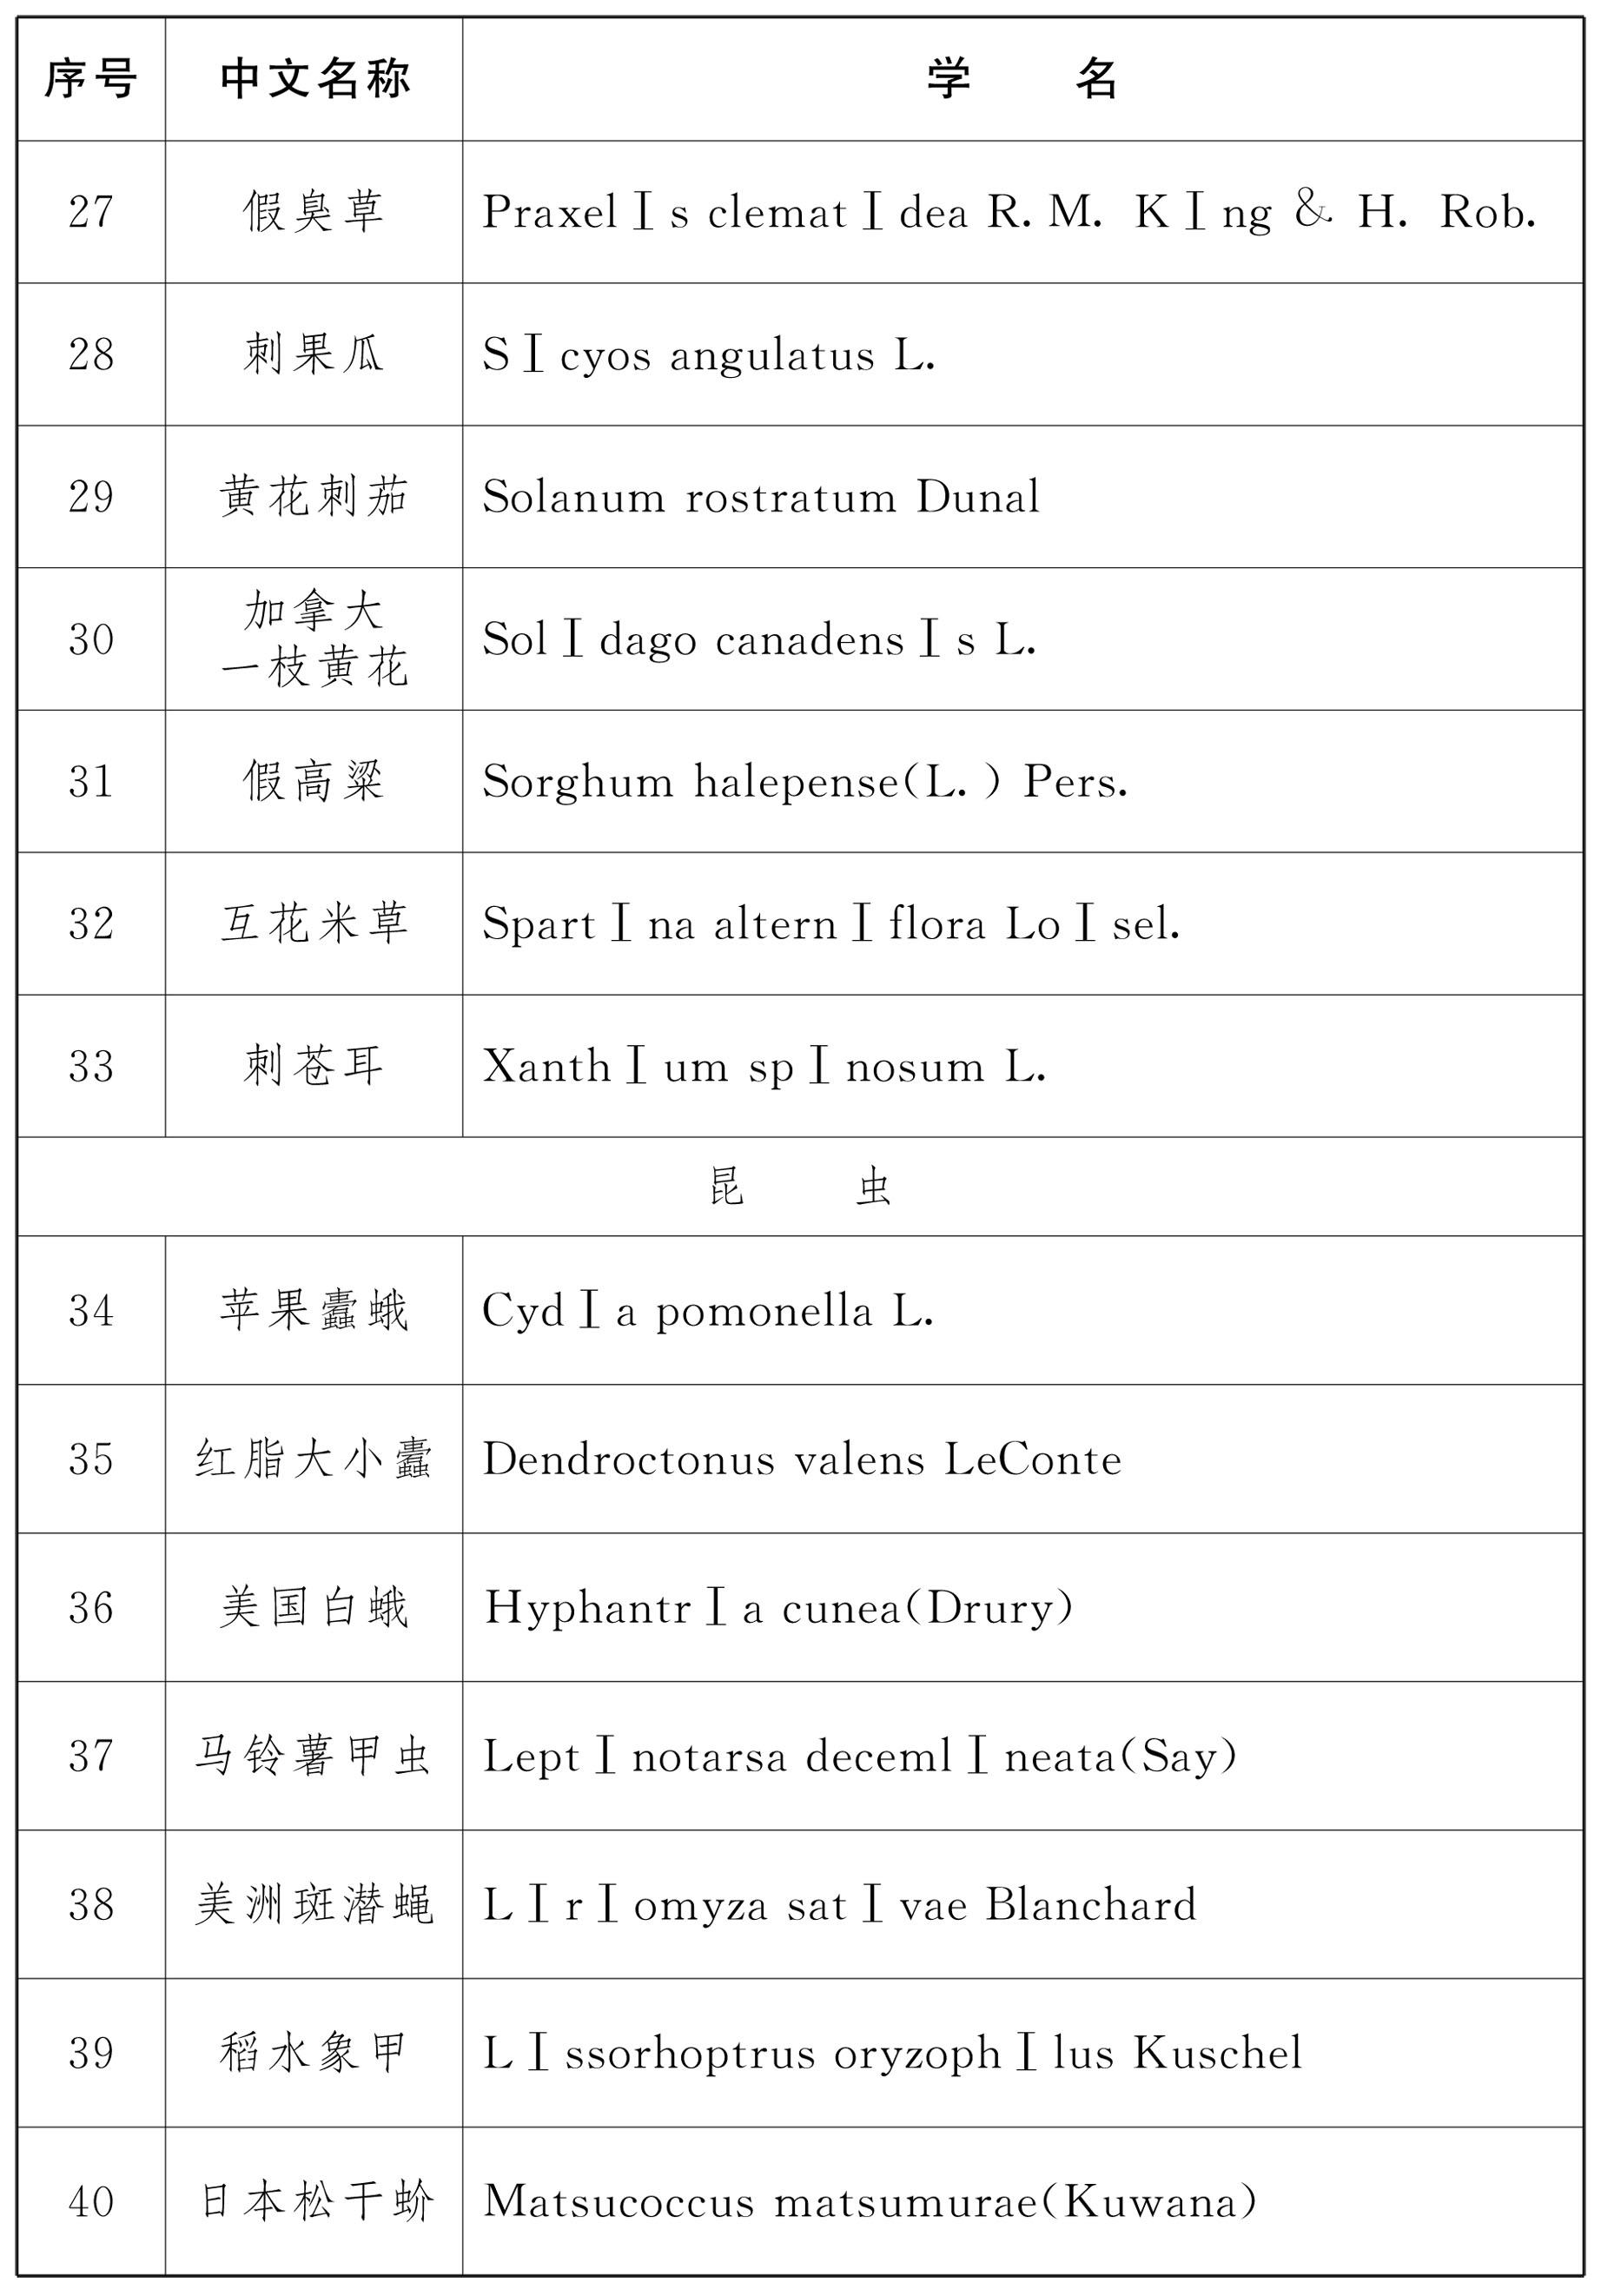 序号 中文名称 学 名
27 假臭草 PraxelⅠs clematⅠdea R. M. KⅠng & H. Rob.
28 刺果瓜 SⅠcyos angulatus L.
29 黄花刺茄 Solanum rostratum Dunal
30 加拿大
一枝黄花 SolⅠdago canadensⅠs L.
31 假高粱 Sorghum halepense(L.) Pers.
32 互花米草 SpartⅠna alternⅠflora LoⅠsel.
33 刺苍耳 XanthⅠum spⅠnosum L.
昆 虫
34 苹果蠹蛾 CydⅠa pomonella L.
35 红脂大小蠹 Dendroctonus valens LeConte
36 美国白蛾 HyphantrⅠa cunea(Drury)
37 马铃薯甲虫 LeptⅠnotarsa decemlⅠneata(Say)
38 美洲斑潜蝇 LⅠrⅠomyza satⅠvae Blanchard
39 稻水象甲 LⅠssorhoptrus oryzophⅠlus Kuschel
40 日本松干蚧 Matsucoccus matsumurae(Kuwana)